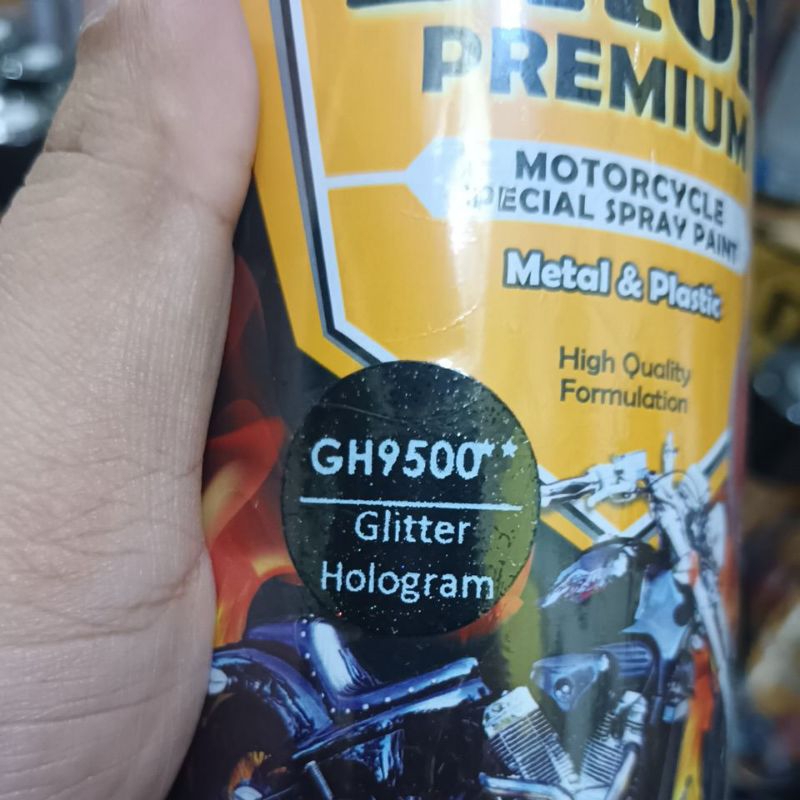 PREMIUM
MOTORCYCLE
SPECIAL SPRAY PAINT
Metal & Plastic
High Quality
Formulation
GH9500**
Glitter
Hologram